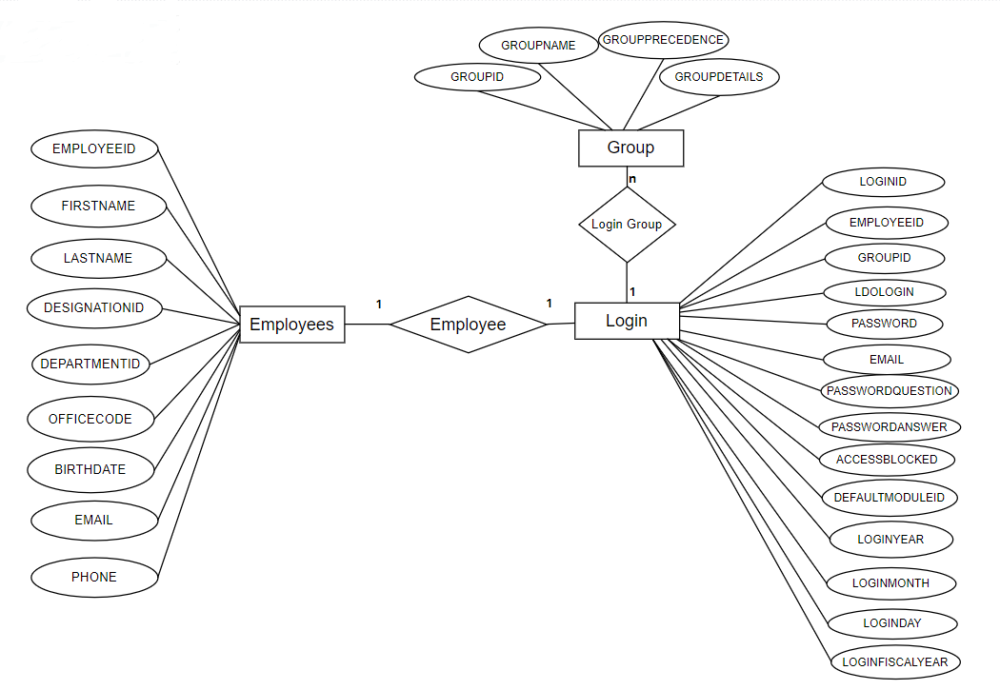 GROUPPRECEDENCE
GROUPNAME
GROUPID
GROUPDETAILS
Group
n
Login Group
1
EMPLOYEEID
FIRSTNAME
LASTNAME
DESIGNATIONID
DEPARTMENTID
OFFICECODE
BIRTHDATE
EMAIL
PHONE
Employees
1
Employee
1
Login
LOGINID
EMPLOYEEID
GROUPID
LDOLOGIN
PASSWORD
EMAIL
PASSWORDQUESTION
PASSWORDANSWER
ACCESSBLOCKED
DEFAULTMODULEID
LOGINYEAR
LOGINMONTH
LOGINDAY
LOGINFISCALYEAR